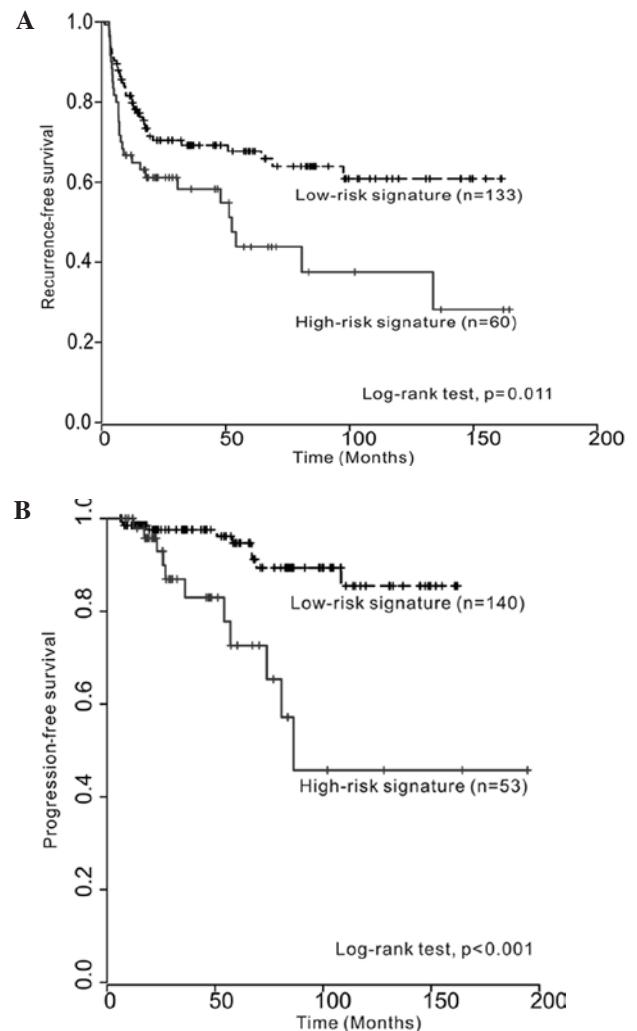 A
Recurrence-free survival
1.0
0.8
0.6
0.4
0.2
0.0
Low-risk signature (n=133)
High-risk signature (n=60)
Log-rank test, p=0.011
0 50 100 150 200
Time (Months)
B
Progression-free survival
1.0
0.8
0.6
0.4
0.2
0.0
Low-risk signature (n=140)
High-risk signature (n=53)
Log-rank test, p<0.001
0 50 100 150 200
Time (Months)